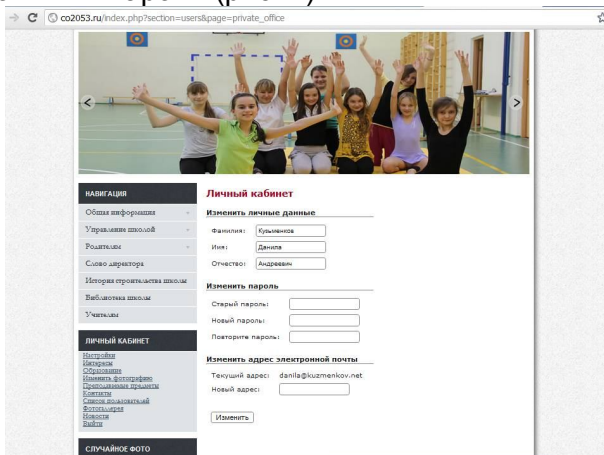 co2053.ru/index.php?section=users&page=private_office
НАВИГАЦИЯ
Общая информация
Управление школой
Родителям
Слово директора
История строительства школы
Библиотека школы
Учителям
ЛИЧНЫЙ КАБИНЕТ
Настройки
Интересы
Образование
Изменить фотографию
Преподаваемые предметы
Контакты
Список пользователей
Фотогаллерея
Новости
Выйти
СЛУЧАЙНОЕ ФОТО
Личный кабинет
Изменить личные данные
Фамилия: Кузьменков
Имя: Данила
Отчество: Андреевич
Изменить пароль
Старый пароль:
Новый пароль:
Повторите пароль:
Изменить адрес электронной почты
Текущий адрес: danila@kuzmenkov.net
Новый адрес:
Изменить